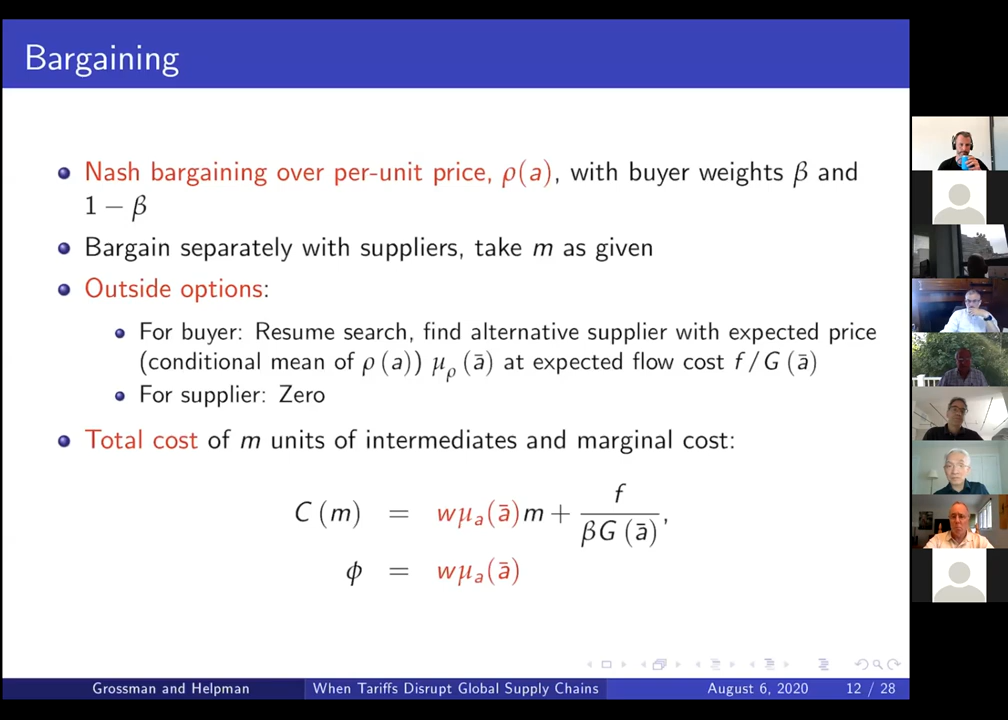 Bargaining
Nash bargaining over per-unit price, ρ(a), with buyer weights β and
1 − β
Bargain separately with suppliers, take m as given
Outside options:
For buyer: Resume search, find alternative supplier with expected price
(conditional mean of ρ(a)) μ_ρ(ā) at expected flow cost f/G(ā)
For supplier: Zero
Total cost of m units of intermediates and marginal cost:
C(m) = wμ_a(ā)m + f/(βG(ā)),
φ = wμ_a(ā)
Grossman and Helpman When Tariffs Disrupt Global Supply Chains August 6, 2020 12 / 28